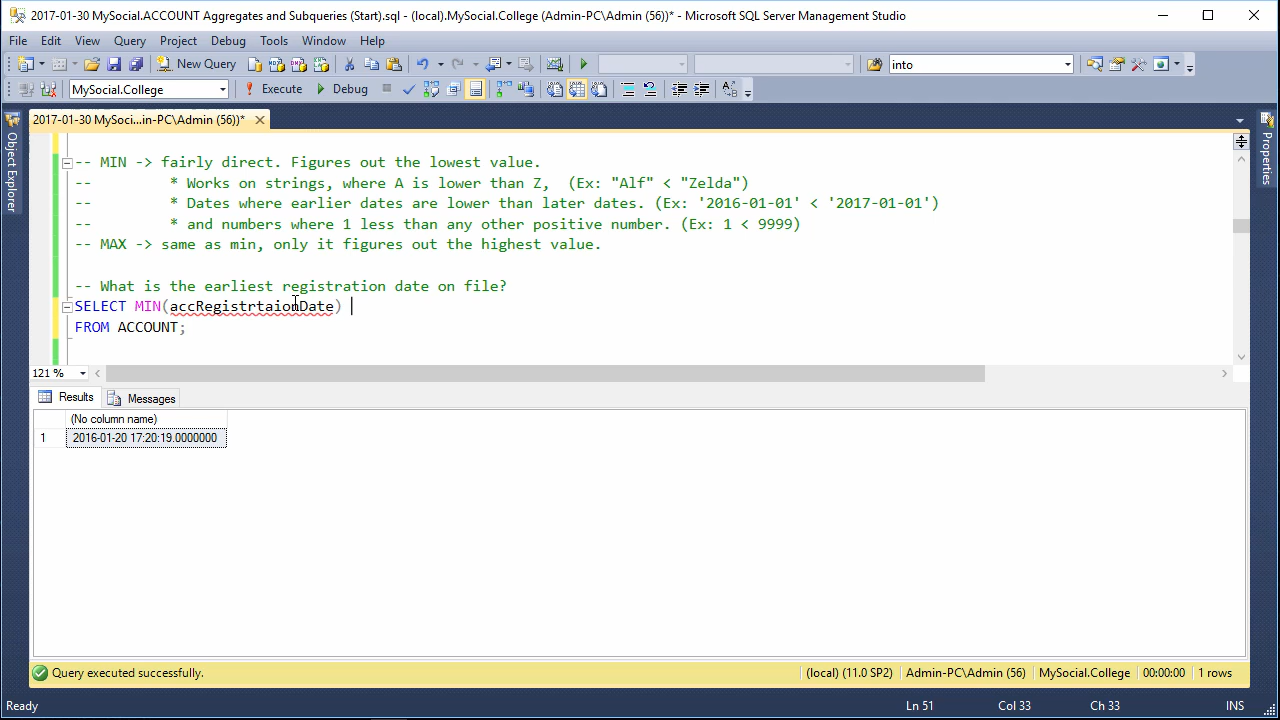 2017-01-30 MySocial.ACCOUNT Aggregates and Subqueries (Start).sql - (local).MySocial.College (Admin-PC\Admin (56))* - Microsoft SQL Server Management Studio
File Edit View Query Project Debug Tools Window Help
New Query into
MySocial.College Execute Debug
2017-01-30 MySoci...in-PC\Admin (56))*
Object Explorer
Properties
-- MIN -> fairly direct. Figures out the lowest value.
-- * Works on strings, where A is lower than Z, (Ex: "Alf" < "Zelda")
-- * Dates where earlier dates are lower than later dates. (Ex: '2016-01-01' < '2017-01-01')
-- * and numbers where 1 less than any other positive number. (Ex: 1 < 9999)
-- MAX -> same as min, only it figures out the highest value.
-- What is the earliest registration date on file?
SELECT MIN(accRegistrtaionDate)
FROM ACCOUNT;
121 %
Results Messages
(No column name)
1 2016-01-20 17:20:19.0000000
Query executed successfully. (local) (11.0 SP2) Admin-PC\Admin (56) MySocial.College 00:00:00 1 rows
Ready Ln 51 Col 33 Ch 33 INS